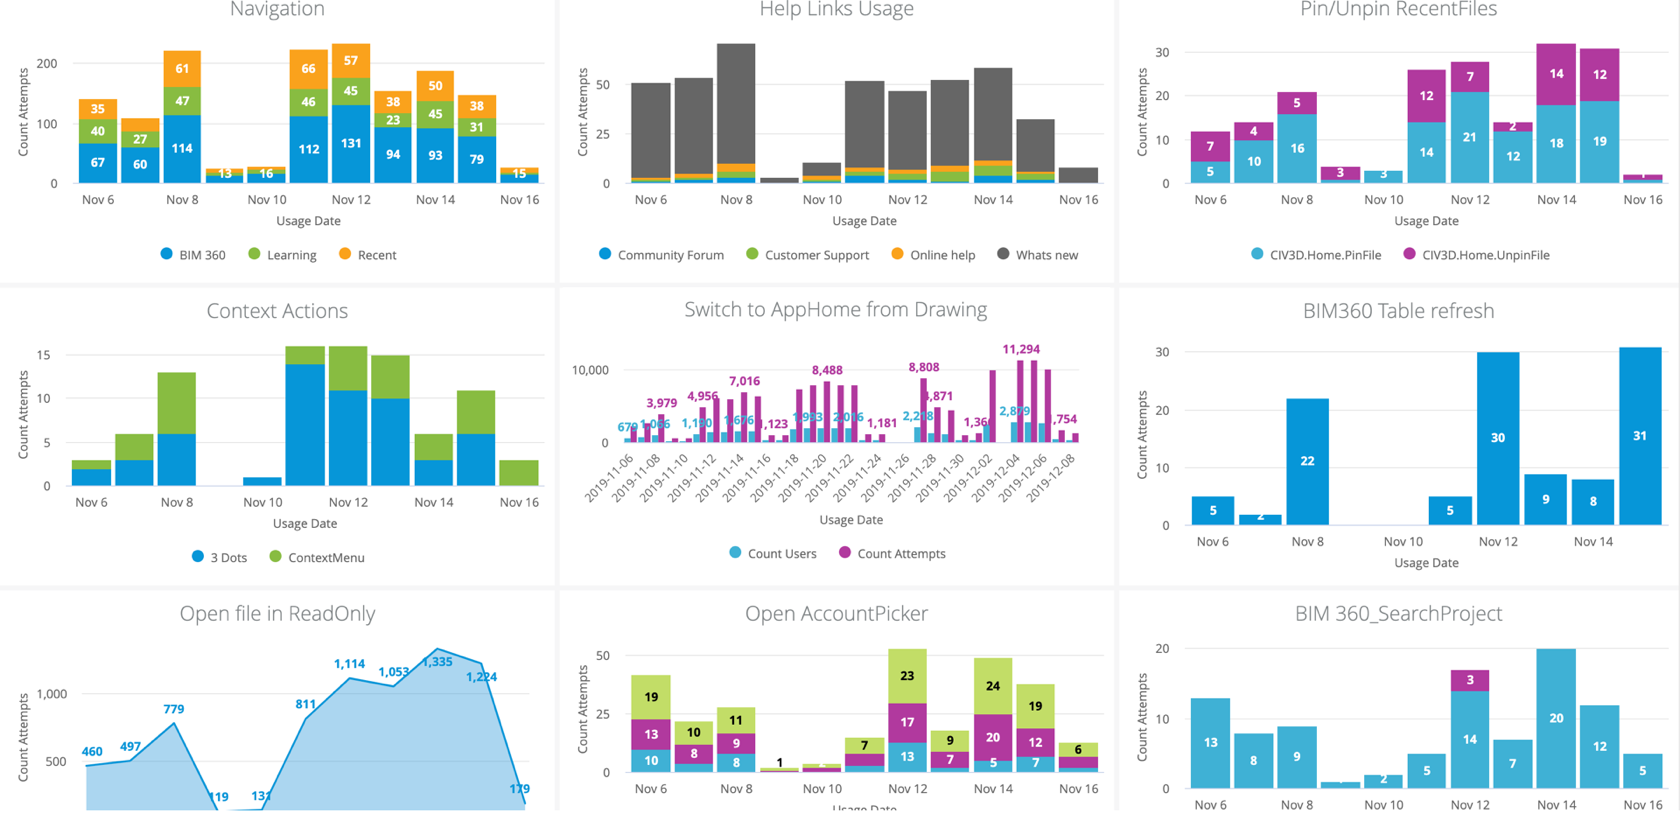 Navigation
Count Attempts
200
100
0
35
40
67
27
60
61
47
114
13
16
66
46
112
57
45
131
38
23
94
50
45
93
38
31
79
15
Nov 6
Nov 8
Nov 10
Nov 12
Nov 14
Nov 16
Usage Date
BIM 360
Learning
Recent
Help Links Usage
Count Attempts
50
25
0
Nov 6
Nov 8
Nov 10
Nov 12
Nov 14
Nov 16
Usage Date
Community Forum
Customer Support
Online help
Whats new
Pin/Unpin RecentFiles
Count Attempts
30
20
10
0
7
5
4
10
5
16
3
3
12
14
7
21
2
12
14
18
12
19
Nov 6
Nov 8
Nov 10
Nov 12
Nov 14
Nov 16
Usage Date
CIV3D.Home.PinFile
CIV3D.Home.UnpinFile
Context Actions
Count Attempts
15
10
5
0
Nov 6
Nov 8
Nov 10
Nov 12
Nov 14
Nov 16
Usage Date
3 Dots
ContextMenu
Switch to AppHome from Drawing
Count Attempts
10,000
0
679
3,979
1,066
4,956
1,190
7,016
1,676
1,123
8,488
1,993
2,016
1,181
8,808
2,218
4,871
1,36
11,294
2,879
1,754
2019-11-06
2019-11-08
2019-11-10
2019-11-12
2019-11-14
2019-11-16
2019-11-18
2019-11-20
2019-11-22
2019-11-24
2019-11-26
2019-11-28
2019-11-30
2019-12-02
2019-12-04
2019-12-06
2019-12-08
Usage Date
Count Users
Count Attempts
BIM360 Table refresh
Count Attempts
30
20
10
0
5
2
22
5
30
9
8
31
Nov 6
Nov 8
Nov 10
Nov 12
Nov 14
Usage Date
Open file in ReadOnly
Count Attempts
1,000
500
460
497
779
119
131
811
1,114
1,053
1,335
1,224
179
Open AccountPicker
Count Attempts
50
25
0
19
13
10
10
8
11
9
8
1
7
23
17
13
9
7
24
20
5
19
12
7
6
Nov 6
Nov 8
Nov 10
Nov 12
Nov 14
Nov 16
Usage Date
BIM 360_SearchProject
Count Attempts
20
10
0
13
8
9
2
5
3
14
7
20
12
5
Nov 6
Nov 8
Nov 10
Nov 12
Nov 14
Nov 16